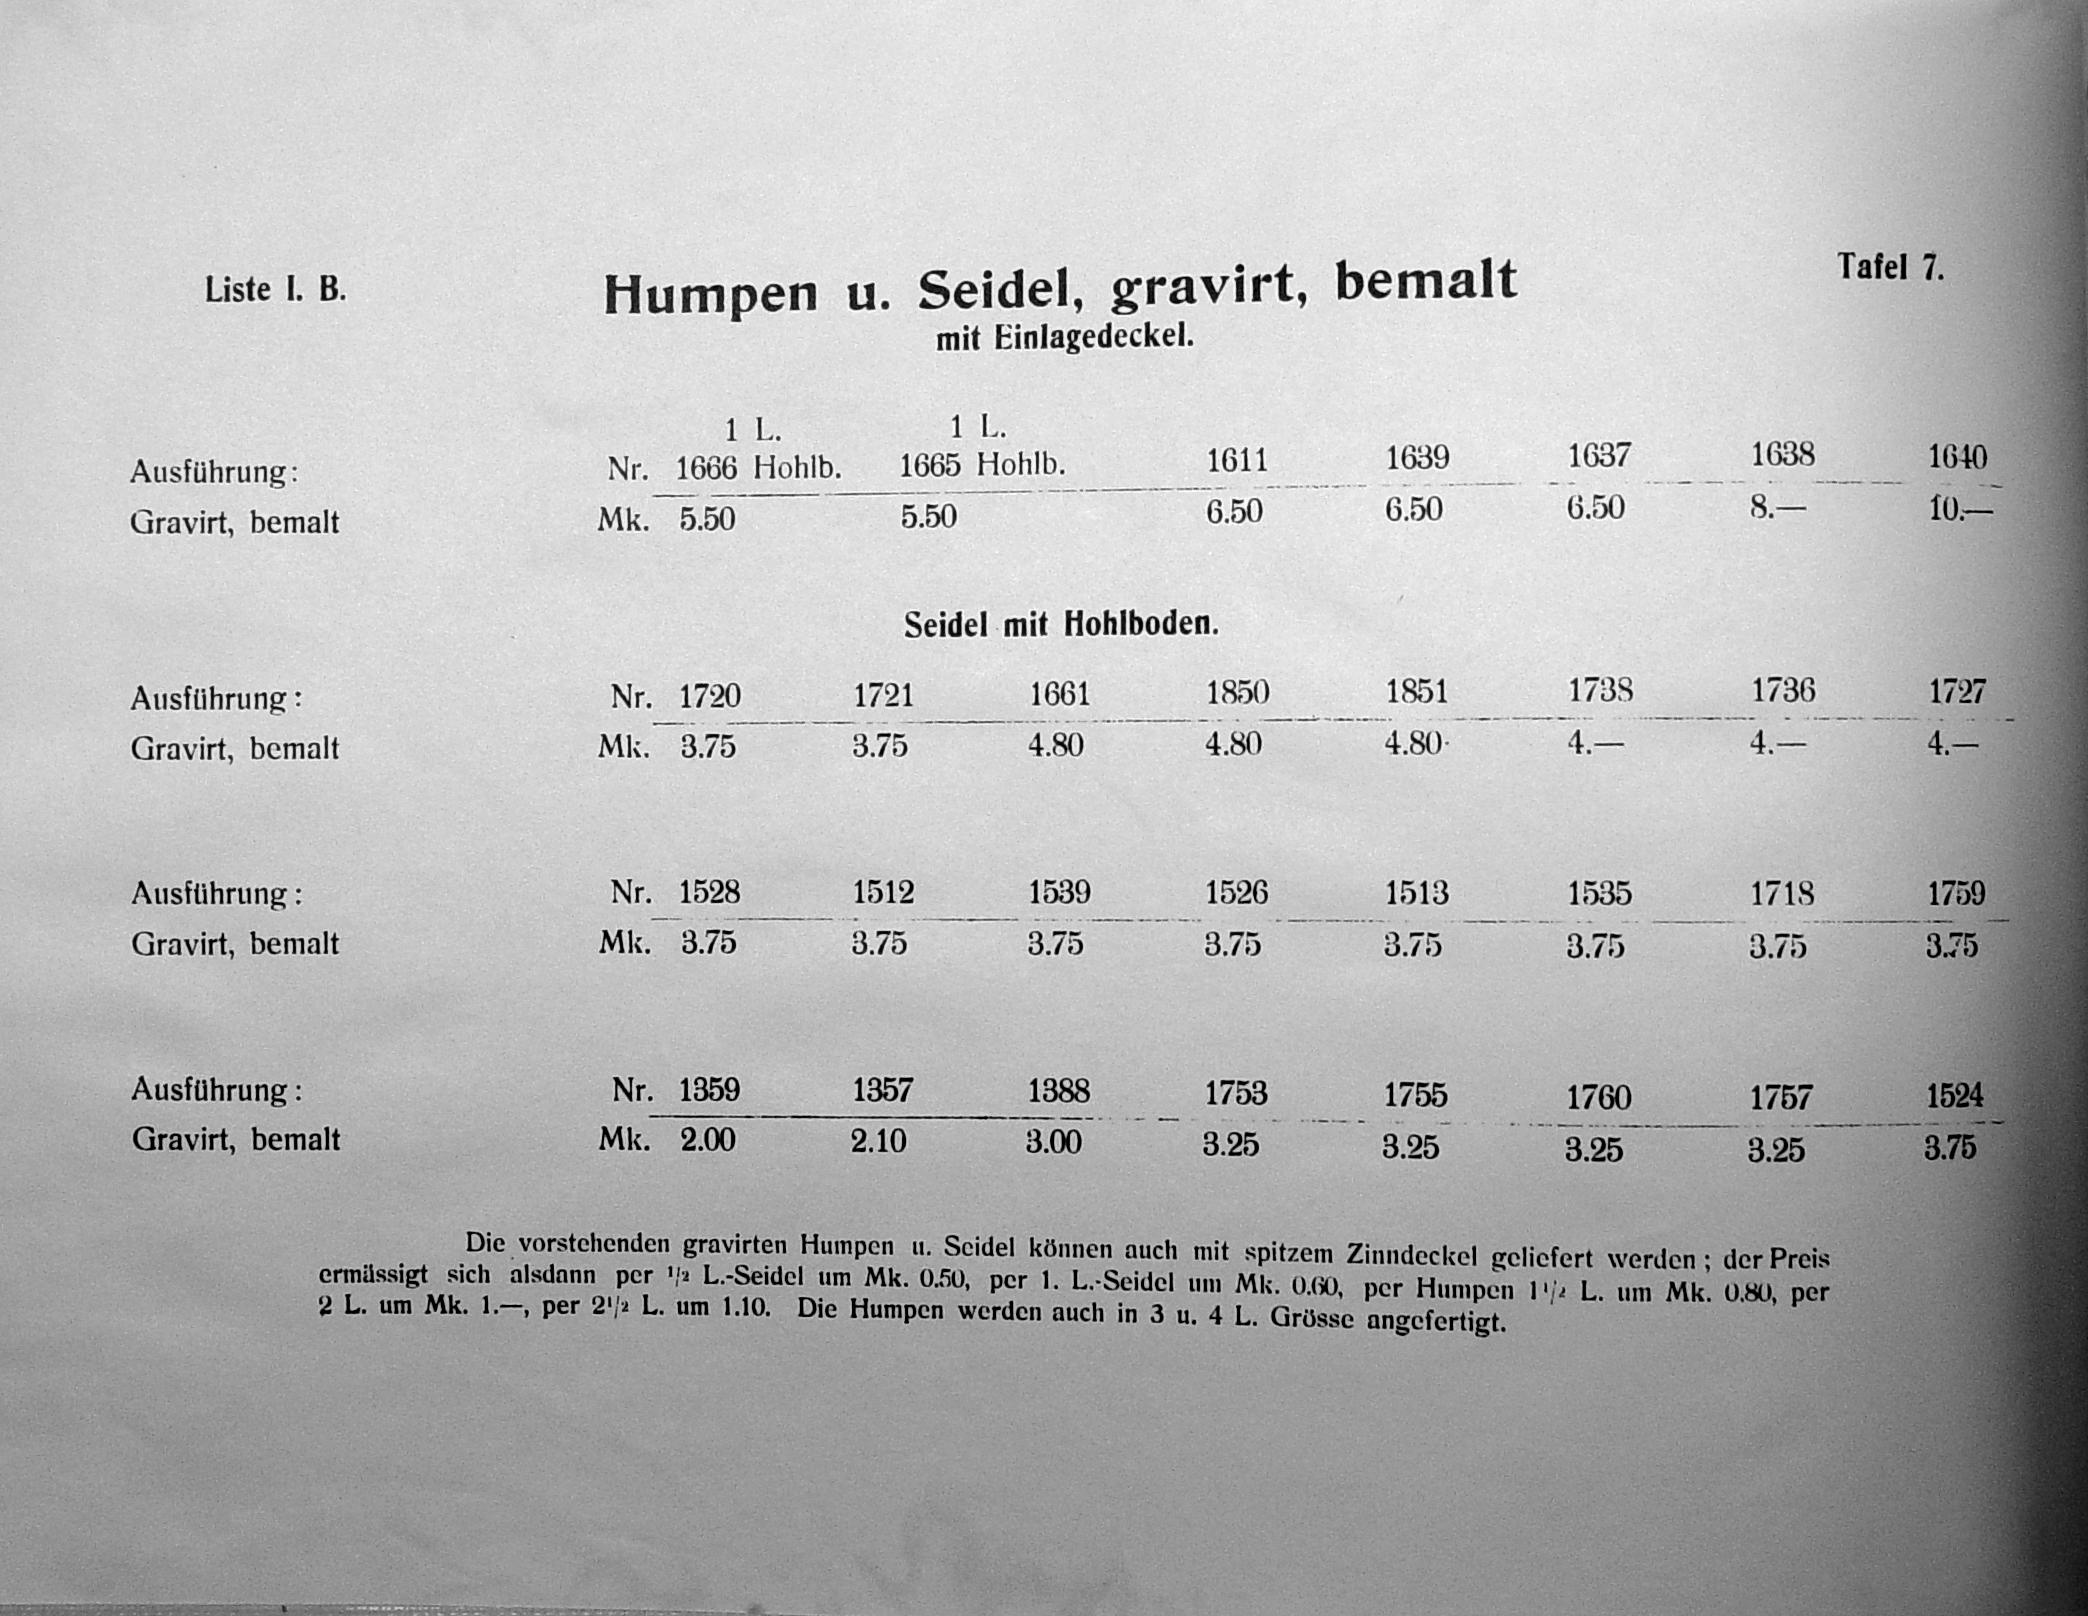 Liste I. B.
Humpen u. Seidel, gravirt, bemalt
Tafel 7.
mit Einlagedeckel.
1 L. 1 L.
Ausführung: Nr. 1666 Hohlb. 1665 Hohlb. 1611 1639 1637 1638 1640
Gravirt, bemalt Mk. 5.50 5.50 6.50 6.50 6.50 8.— 10.—
Seidel mit Hohlboden.
Ausführung: Nr. 1720 1721 1661 1850 1851 1738 1736 1727
Gravirt, bemalt Mk. 3.75 3.75 4.80 4.80 4.80 4.— 4.— 4.—
Ausführung: Nr. 1528 1512 1539 1526 1513 1535 1718 1759
Gravirt, bemalt Mk. 3.75 3.75 3.75 3.75 3.75 3.75 3.75 3.75
Ausführung: Nr. 1359 1357 1388 1753 1755 1760 1757 1524
Gravirt, bemalt Mk. 2.00 2.10 3.00 3.25 3.25 3.25 3.25 3.75
Die vorstehenden gravirten Humpen u. Seidel können auch mit spitzem Zinndeckel geliefert werden; der Preis
ermässigt sich alsdann per 1/2 L.-Seidel um Mk. 0.50, per 1. L.-Seidel um Mk. 0.60, per Humpen 1 1/2 L. um Mk. 0.80, per
2 L. um Mk. 1.—, per 2 1/2 L. um 1.10. Die Humpen werden auch in 3 u. 4 L. Grösse angefertigt.